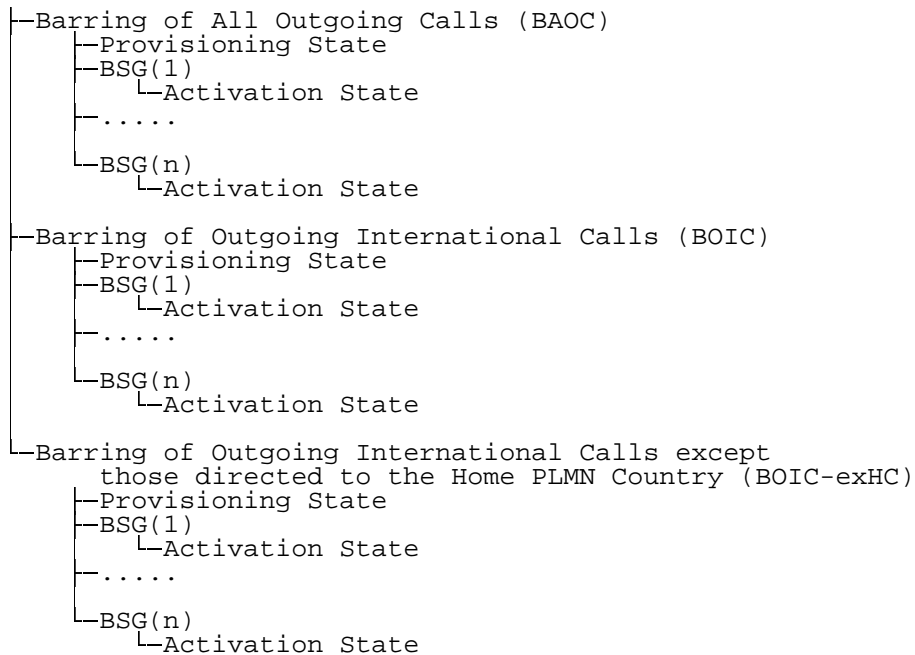 Barring of All Outgoing Calls (BAOC)
Provisioning State
BSG(1)
Activation State
.....
BSG(n)
Activation State
Barring of Outgoing International Calls (BOIC)
Provisioning State
BSG(1)
Activation State
.....
BSG(n)
Activation State
Barring of Outgoing International Calls except
those directed to the Home PLMN Country (BOIC-exHC)
Provisioning State
BSG(1)
Activation State
.....
BSG(n)
Activation State